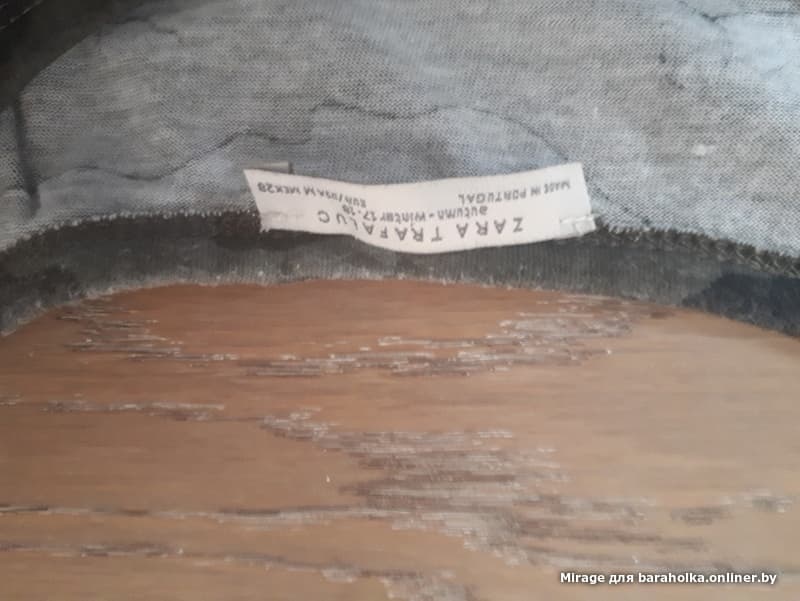 ZARA TRAFALUC
autumn - winter 17-18
MADE IN PORTUGAL
EUR/USA M MEX 28
Mirage для baraholka.onliner.by